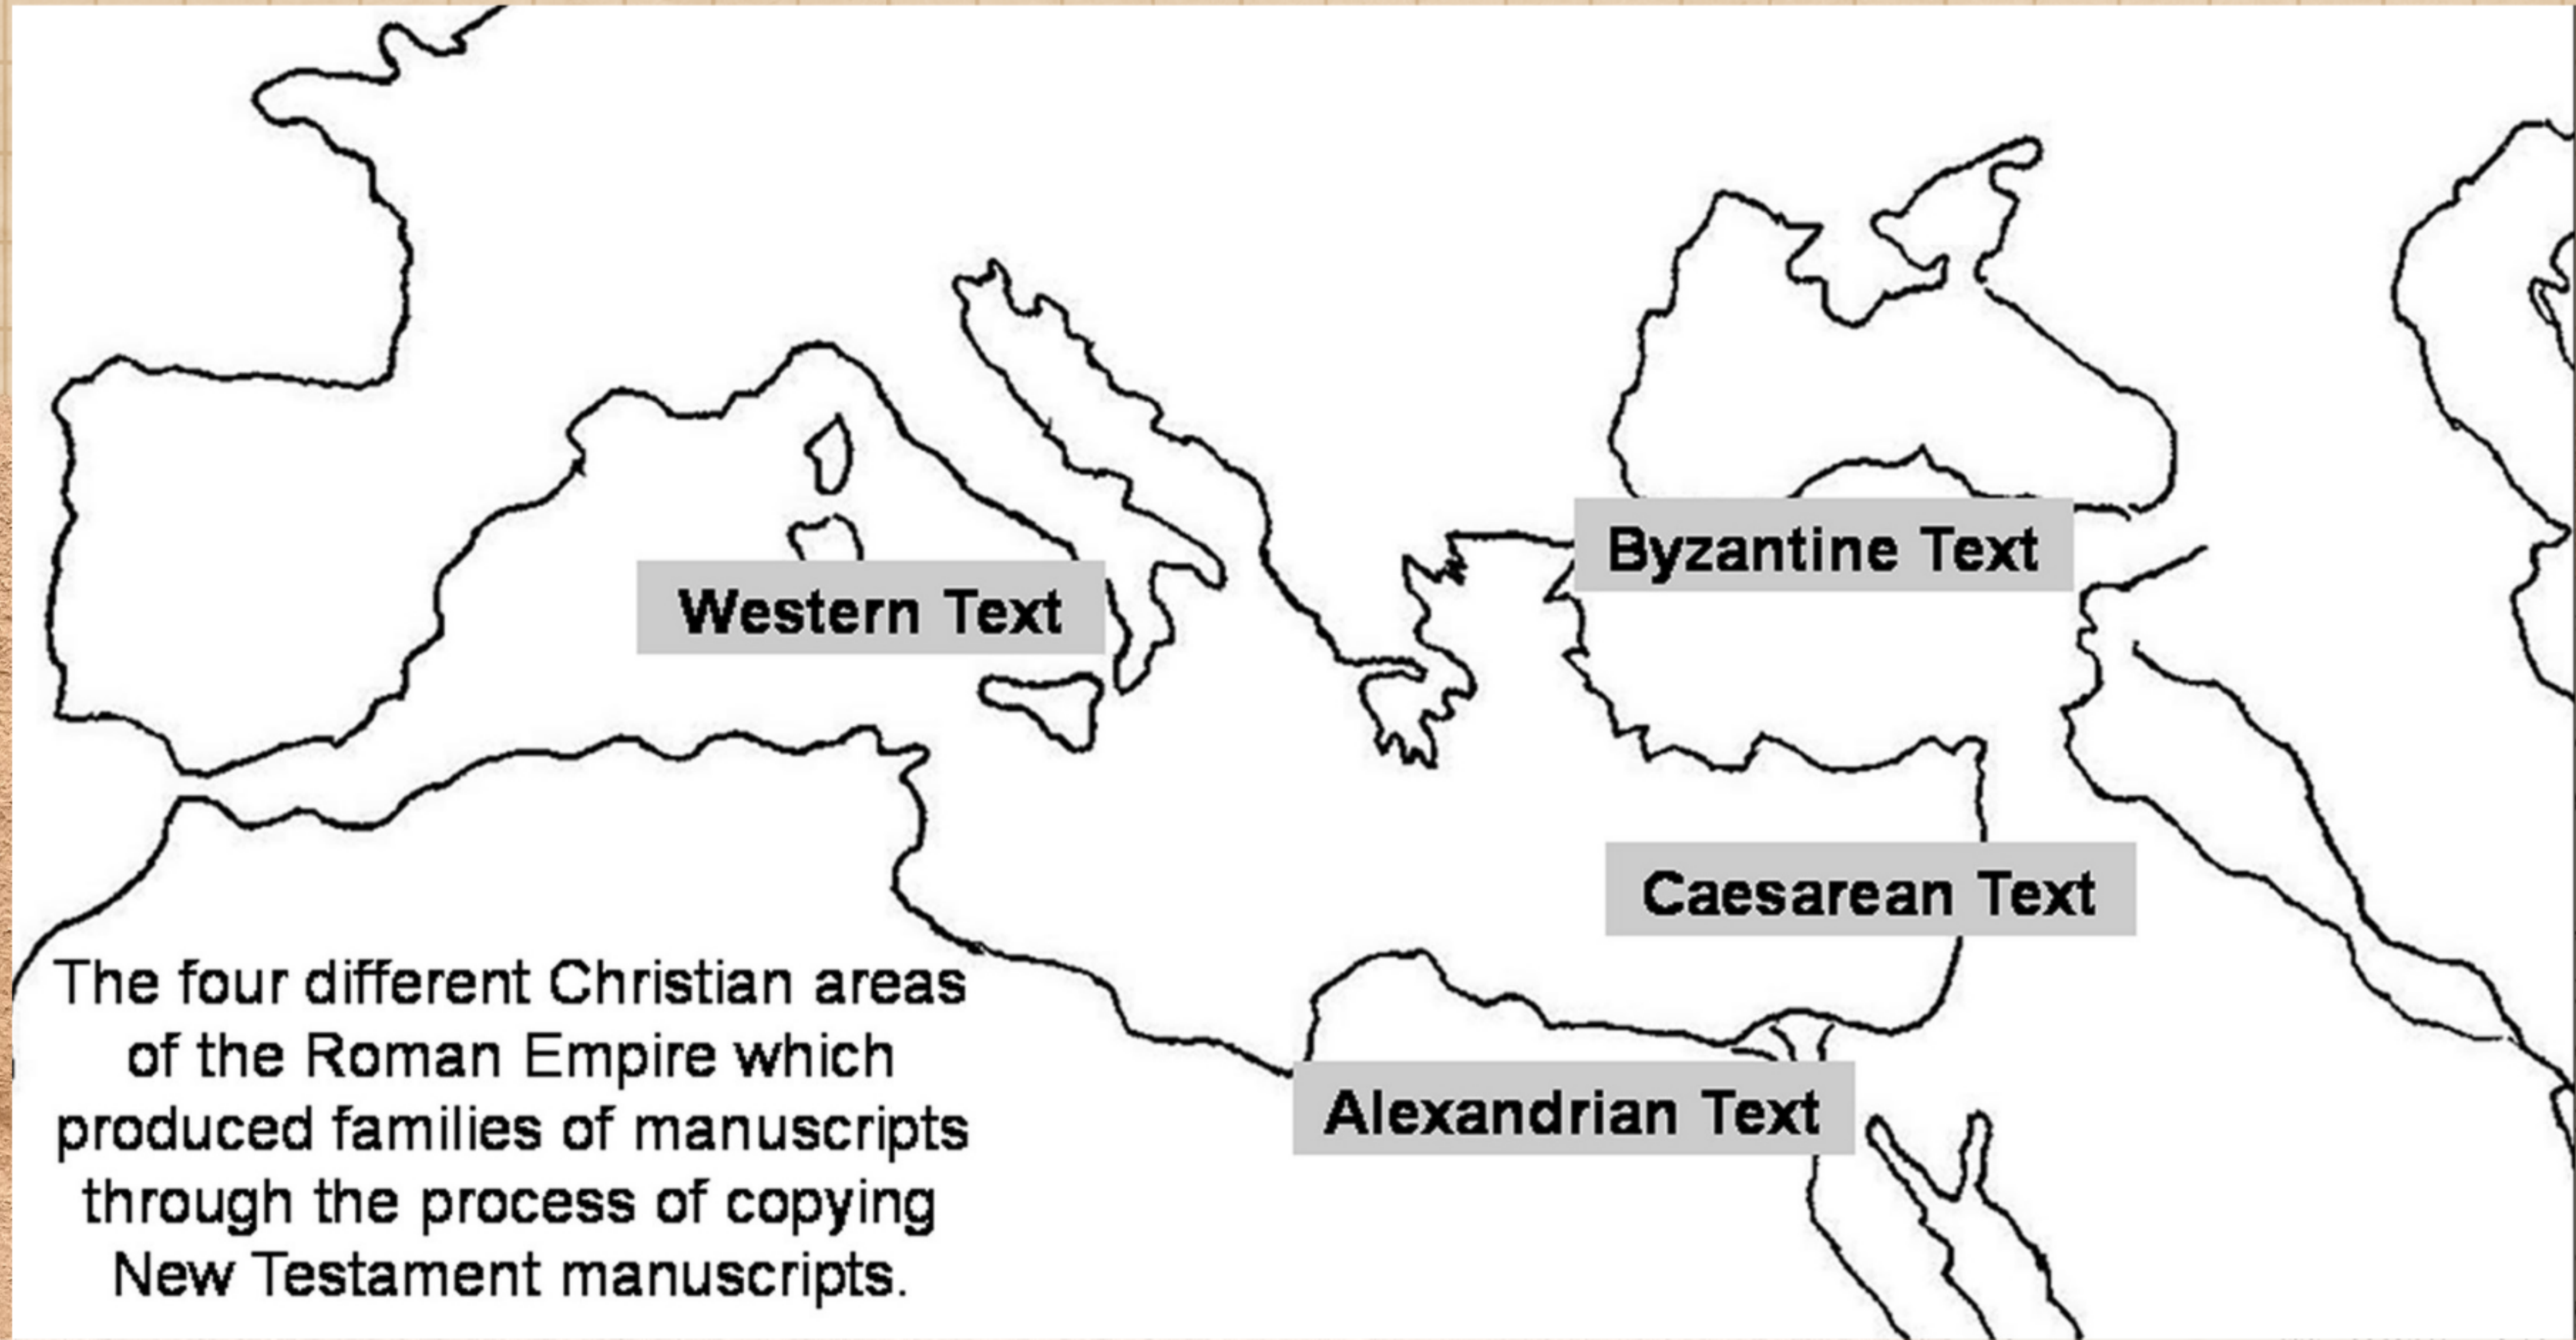 Byzantine Text
Western Text
Caesarean Text
Alexandrian Text
The four different Christian areas
of the Roman Empire which
produced families of manuscripts
through the process of copying
New Testament manuscripts.